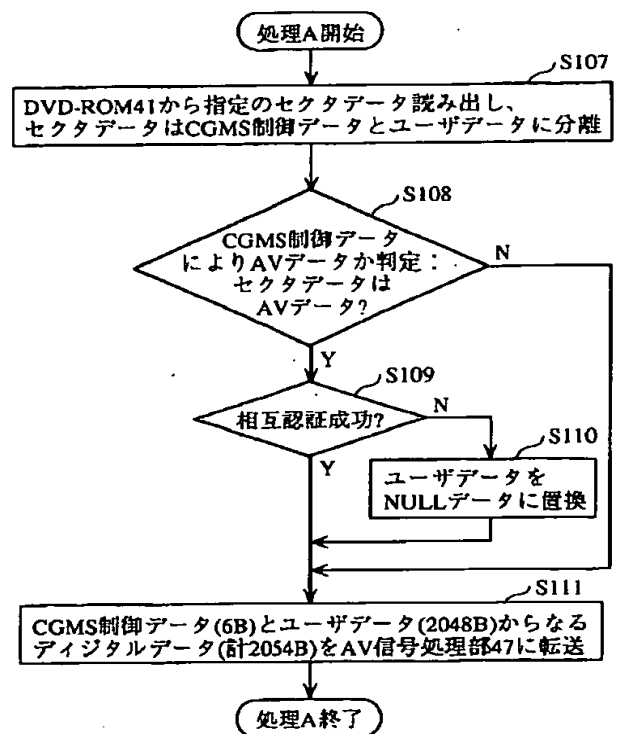 処理A開始
S107
DVD-ROM41から指定のセクタデータ読み出し、
セクタデータはCGMS制御データとユーザデータに分離
S108
CGMS制御データ
によりAVデータか判定：
セクタデータは
AVデータ?
N
Y
S109
相互認証成功?
N
Y
S110
ユーザデータを
NULLデータに置換
S111
CGMS制御データ(6B)とユーザデータ(2048B)からなる
ディジタルデータ(計2054B)をAV信号処理部47に転送
処理A終了